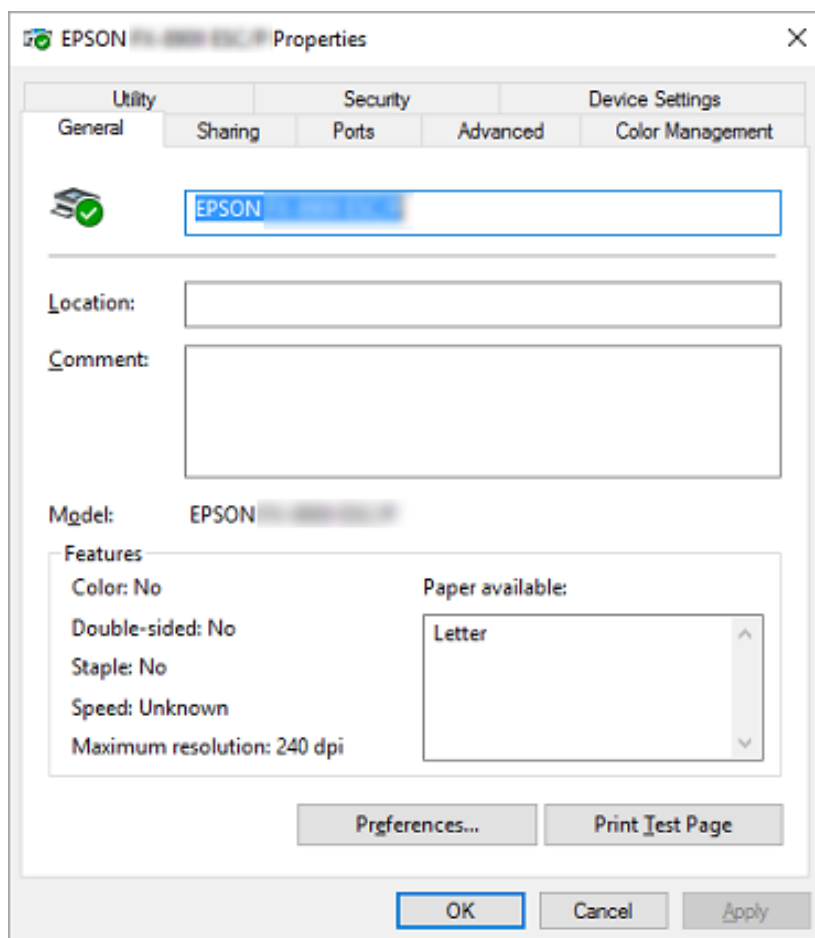 EPSON Properties
Utility Security Device Settings
General Sharing Ports Advanced Color Management
EPSON
Location:
Comment:
Model: EPSON
Features
Color: No
Paper available:
Double-sided: No
Letter
Staple: No
Speed: Unknown
Maximum resolution: 240 dpi
Preferences... Print Test Page
OK Cancel Apply